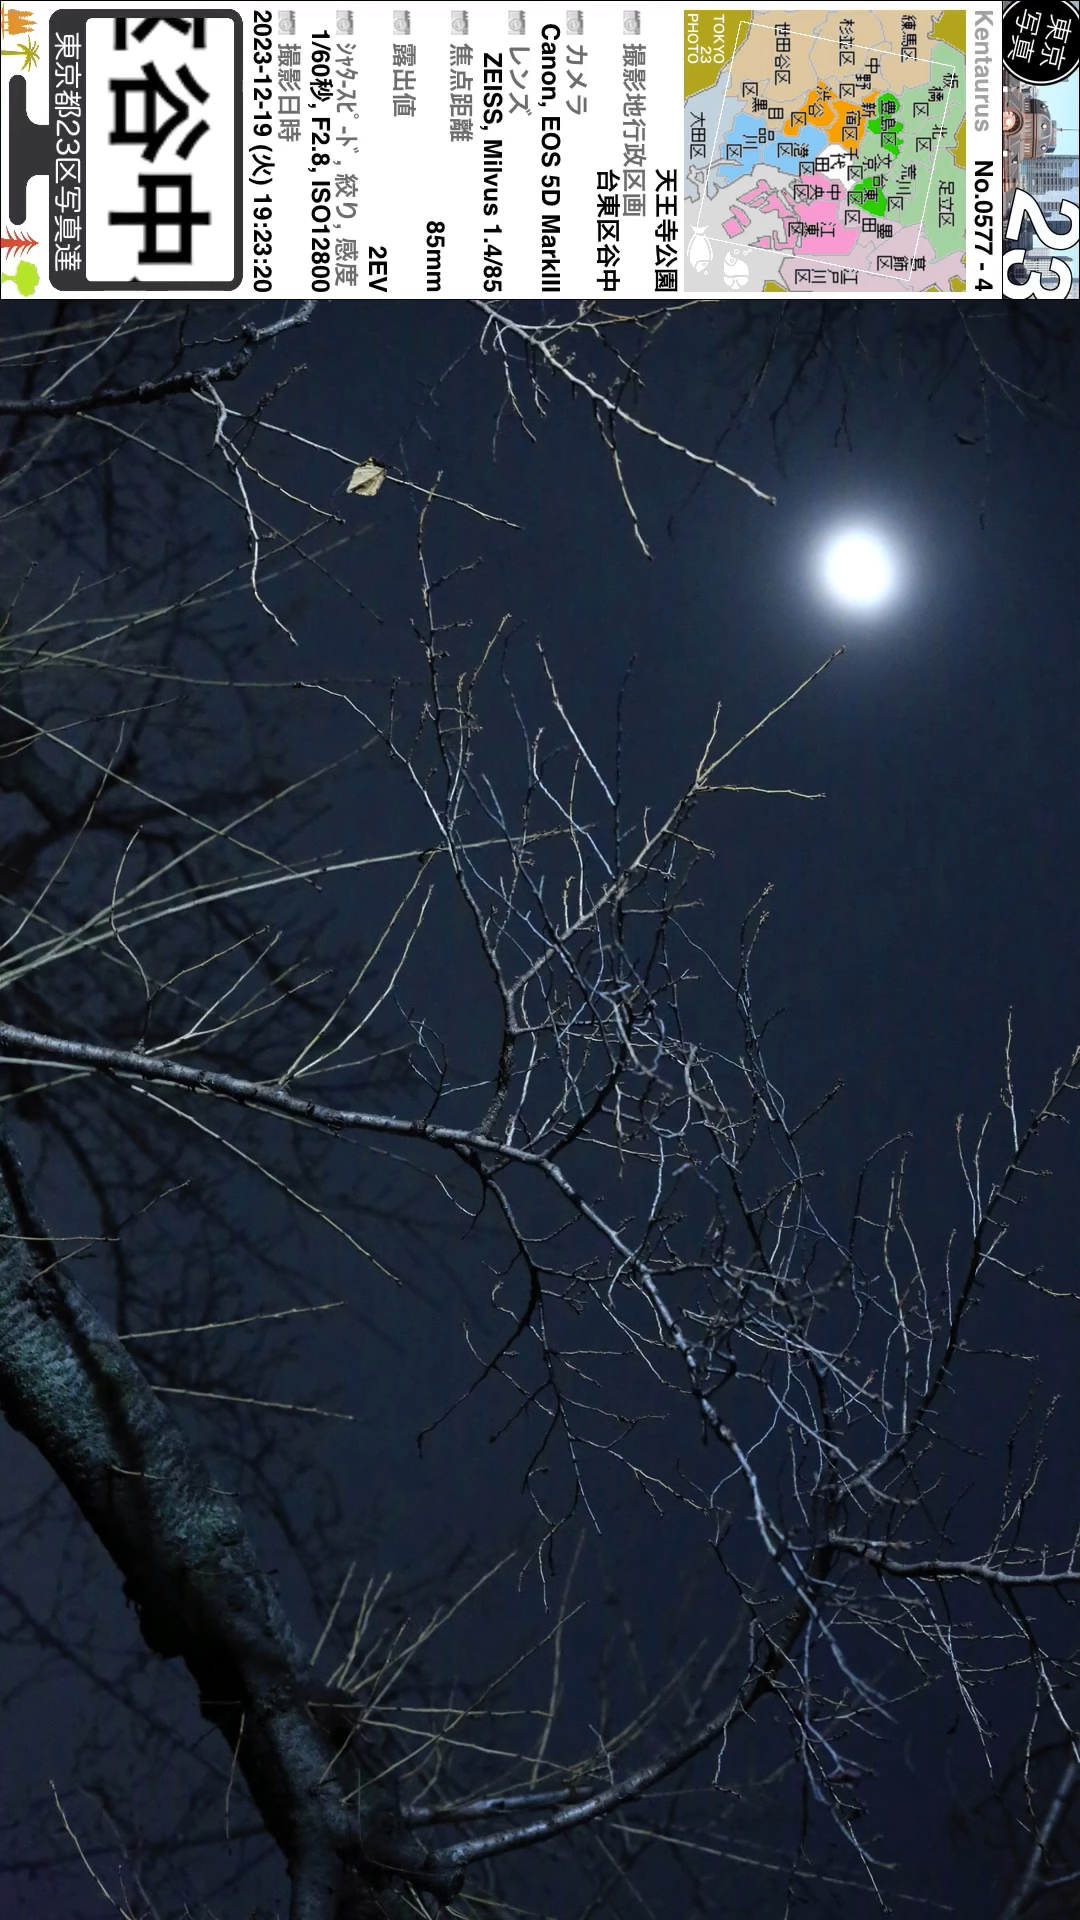 東京
写真
23
Kentaurus No.0577 - 4
練馬区
板橋区
北区
足立区
杉並区
中野区
豊島区
荒川区
葛飾区
世田谷区
渋谷区
新宿区
文京区
台東区
墨田区
目黒区
港区
千代田区
中央区
江東区
江戸川区
品川区
大田区
TOKYO
23
PHOTO
天王寺公園
撮影地行政区画
台東区谷中
カメラ
Canon, EOS 5D MarkIII
レンズ
ZEISS, Milvus 1.4/85
焦点距離
85mm
露出値
2EV
ｼｬﾀｰｽﾋﾟｰﾄﾞ, 絞り, 感度
1/60秒, F2.8, ISO12800
撮影日時
2023-12-19 (火) 19:23:20
区谷中
東京都23区写真達